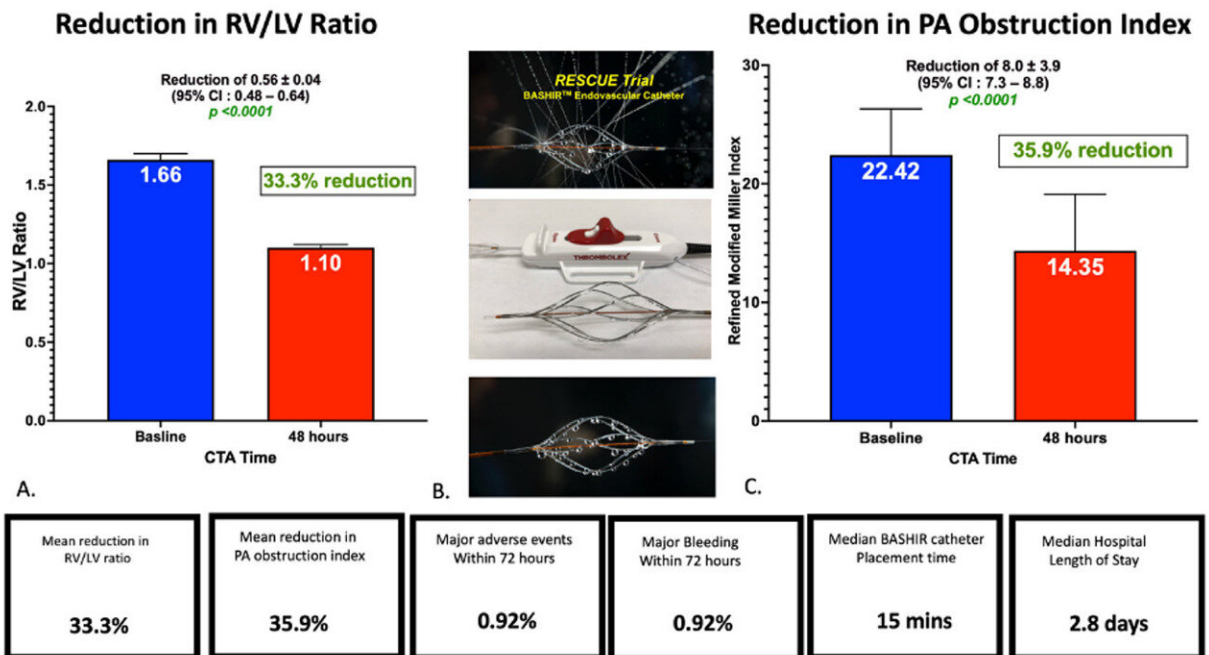 Reduction in RV/LV Ratio
Reduction of 0.56 ± 0.04
(95% CI : 0.48 – 0.64)
p <0.0001
2.0
1.5
1.0
0.5
0.0
RV/LV Ratio
1.66
33.3% reduction
1.10
Basline
48 hours
CTA Time
A.
RESCUE Trial
BASHIR™ Endovascular Catheter
THROMBOLEX
B.
Reduction in PA Obstruction Index
Reduction of 8.0 ± 3.9
(95% CI : 7.3 – 8.8)
p <0.0001
30
20
10
0
Refined Modified Miller Index
22.42
35.9% reduction
14.35
Baseline
48 hours
CTA Time
C.
Mean reduction in
RV/LV ratio
33.3%
Mean reduction in
PA obstruction index
35.9%
Major adverse events
Within 72 hours
0.92%
Major Bleeding
Within 72 hours
0.92%
Median BASHIR catheter
Placement time
15 mins
Median Hospital
Length of Stay
2.8 days